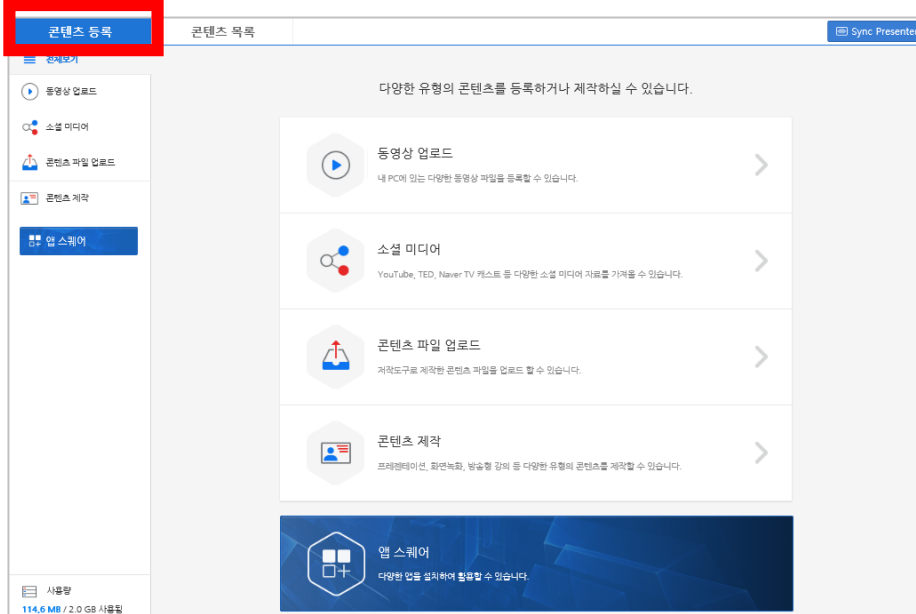 콘텐츠 등록
콘텐츠 목록
Sync Presenter
전체보기
동영상 업로드
소셜 미디어
콘텐츠 파일 업로드
콘텐츠 제작
앱 스퀘어
다양한 유형의 콘텐츠를 등록하거나 제작하실 수 있습니다.
동영상 업로드
내 PC에 있는 다양한 동영상 파일을 등록할 수 있습니다.
소셜 미디어
YouTube, TED, Naver TV 캐스트 등 다양한 소셜 미디어 자료를 가져올 수 있습니다.
콘텐츠 파일 업로드
저작도구로 제작한 콘텐츠 파일을 업로드 할 수 있습니다.
콘텐츠 제작
프레젠테이션, 화면녹화, 방송형 강의 등 다양한 유형의 콘텐츠를 제작할 수 있습니다.
앱 스퀘어
다양한 앱을 설치하여 활용할 수 있습니다.
사용량
114.6 MB / 2.0 GB 사용됨